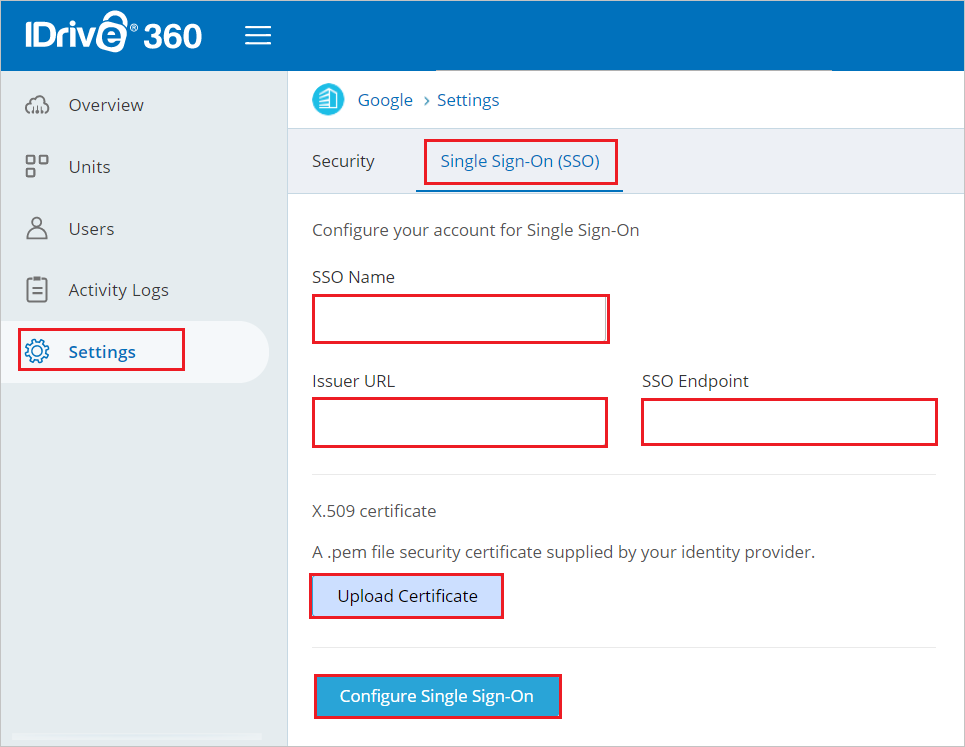 IDrive® 360
Overview
Units
Users
Activity Logs
Settings
Google › Settings
Security
Single Sign-On (SSO)
Configure your account for Single Sign-On
SSO Name
Issuer URL
SSO Endpoint
X.509 certificate
A .pem file security certificate supplied by your identity provider.
Upload Certificate
Configure Single Sign-On